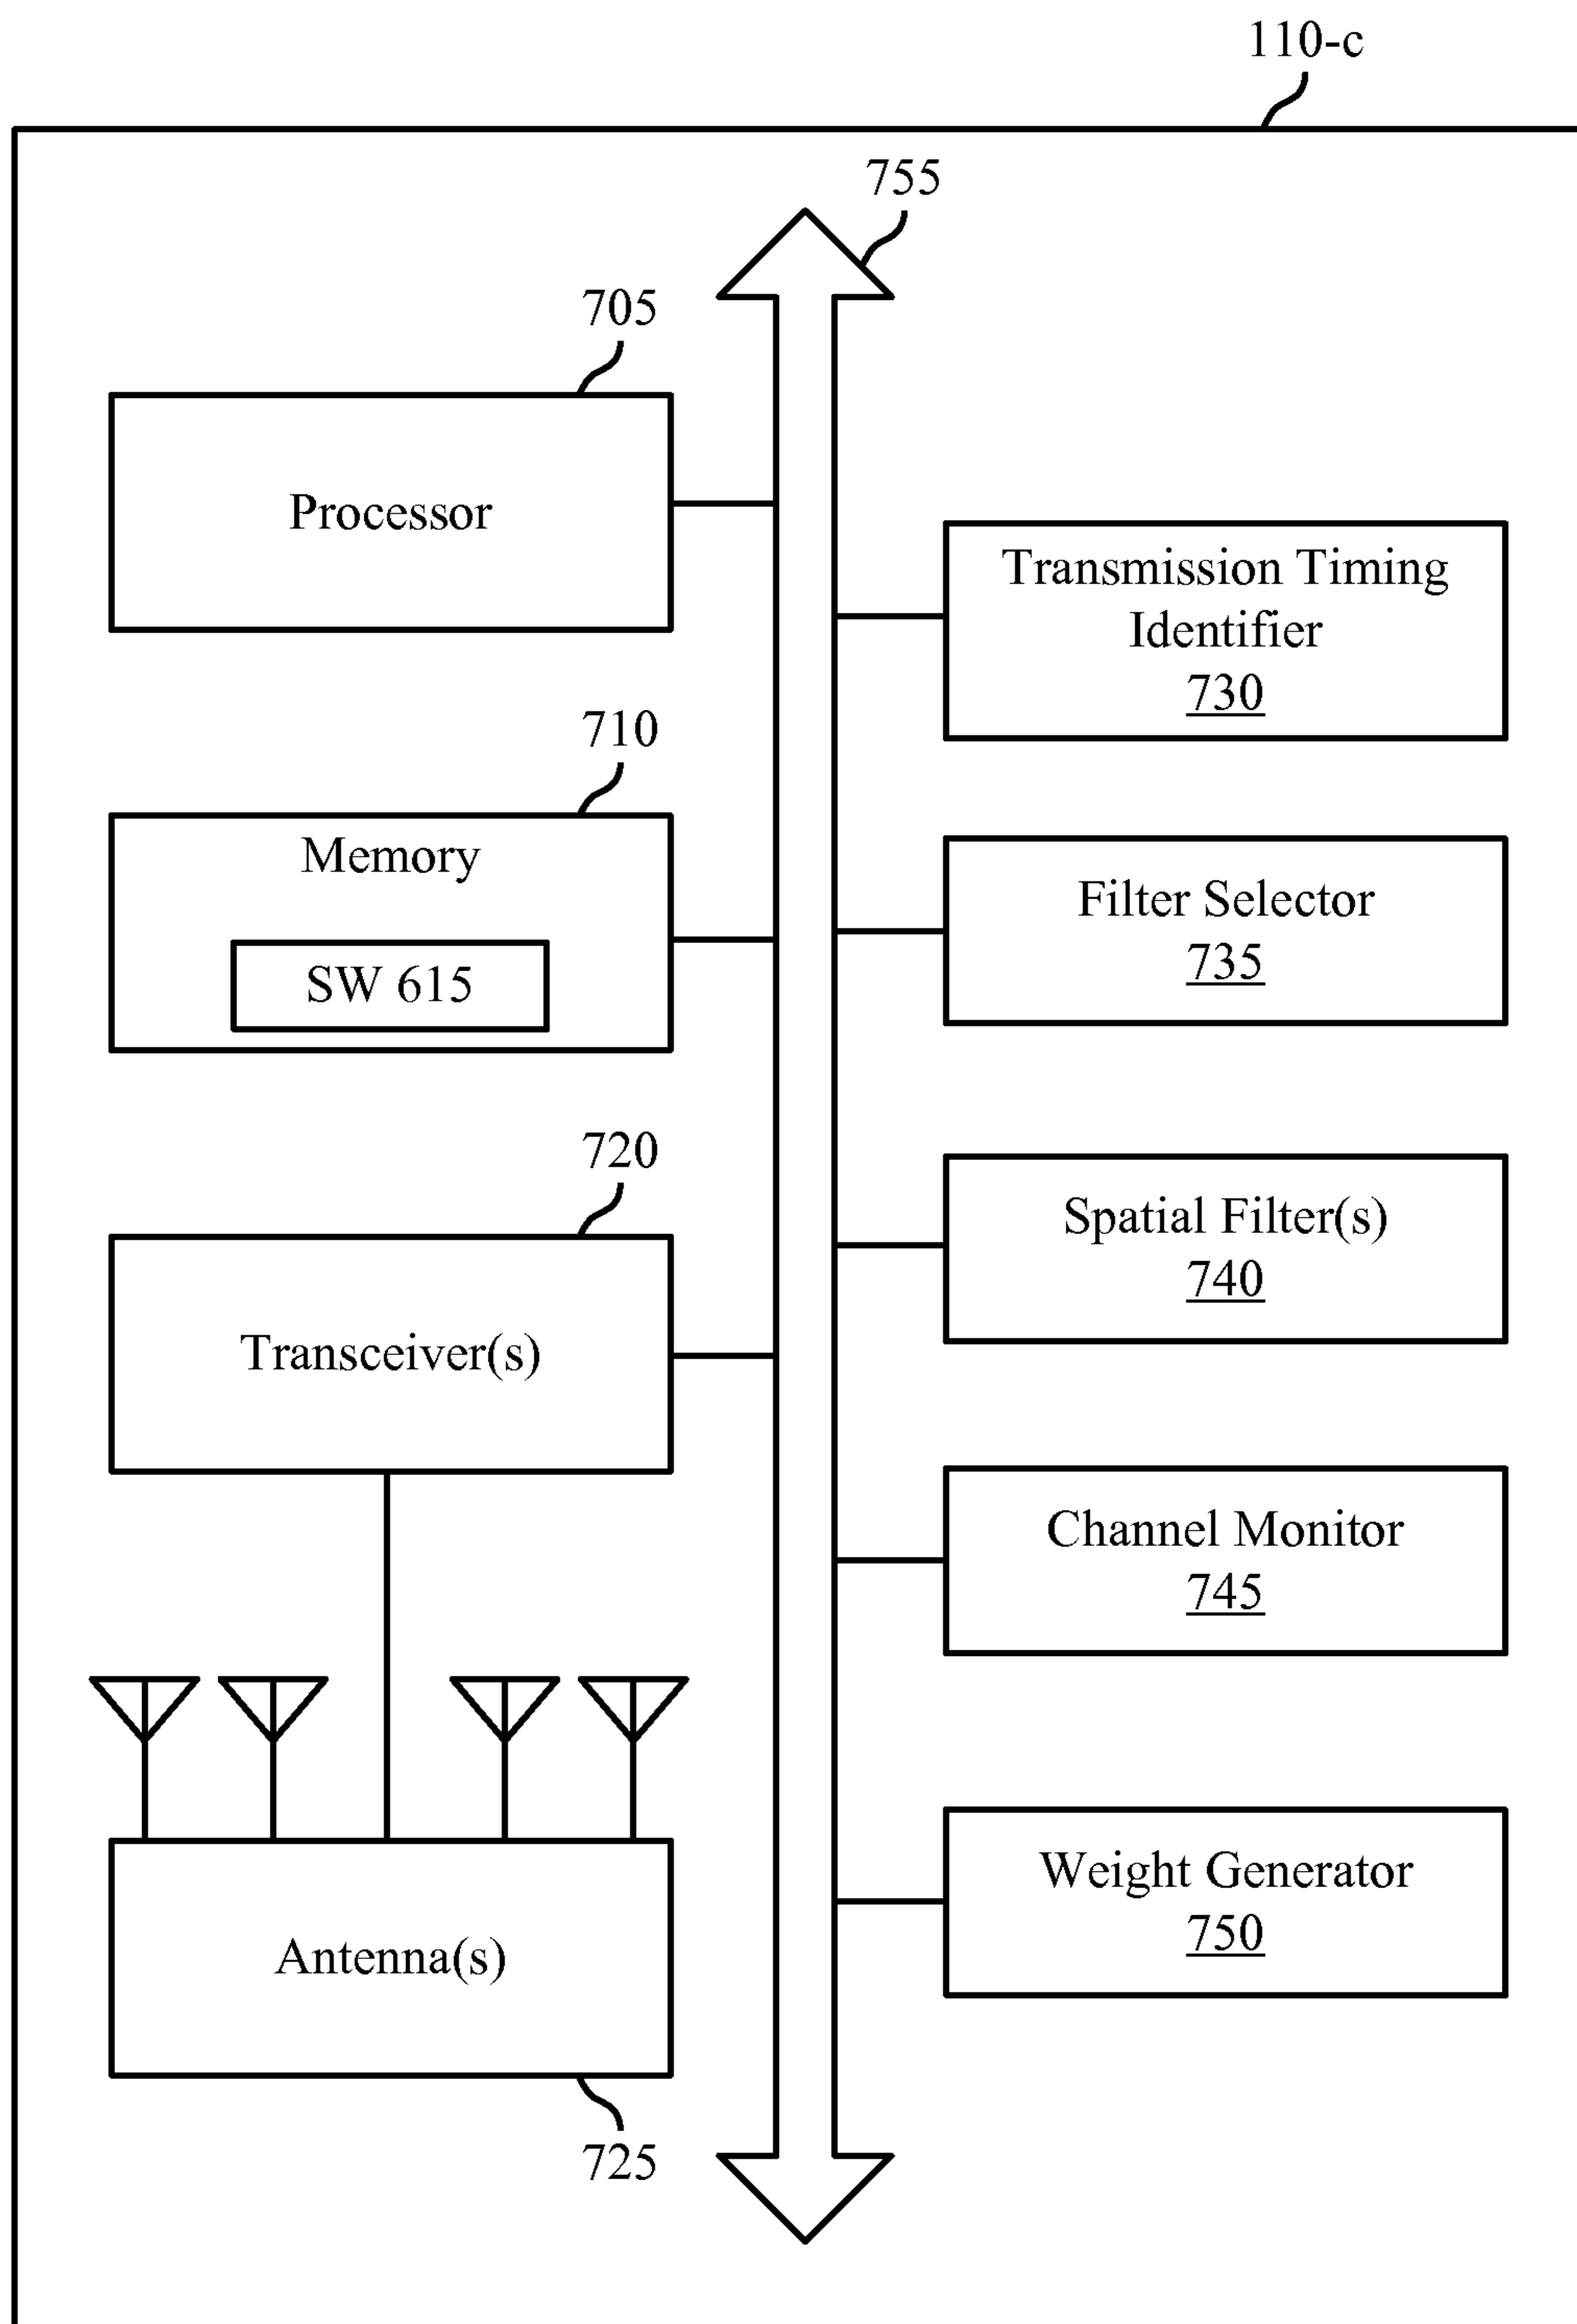 110-c
755
705
Processor
710
Memory
SW 615
720
Transceiver(s)
Antenna(s)
725
Transmission Timing
Identifier
730
Filter Selector
735
Spatial Filter(s)
740
Channel Monitor
745
Weight Generator
750